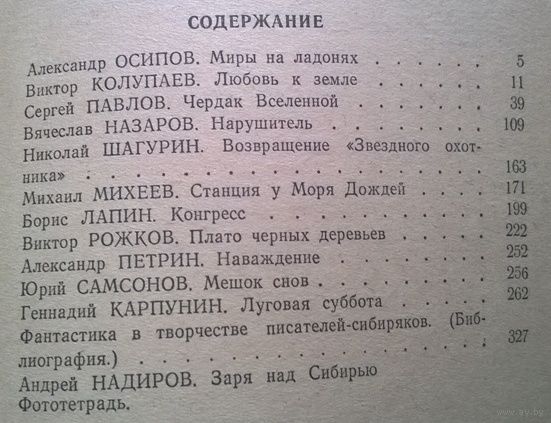 СОДЕРЖАНИЕ
Александр ОСИПОВ. Миры на ладонях . . . . . . 5
Виктор КОЛУПАЕВ. Любовь к земле . . . . . . 11
Сергей ПАВЛОВ. Чердак Вселенной . . . . . . . 39
Вячеслав НАЗАРОВ. Нарушитель . . . . . . . . 109
Николай ШАГУРИН. Возвращение «Звездного охот-
ника» . . . . . . . . . . . . . . . . . 163
Михаил МИХЕЕВ. Станция у Моря Дождей . . . . 171
Борис ЛАПИН. Конгресс . . . . . . . . . . 199
Виктор РОЖКОВ. Плато черных деревьев . . . . . 222
Александр ПЕТРИН. Наваждение . . . . . . . . 252
Юрий САМСОНОВ. Мешок снов . . . . . . . . 256
Геннадий КАРПУНИН. Луговая суббота . . . . . 262
Фантастика в творчестве писателей-сибиряков. (Биб-
лиография.) . . . . . . . . . . . . . . 327
Андрей НАДИРОВ. Заря над Сибирью
Фототетрадь.
www.ay.by